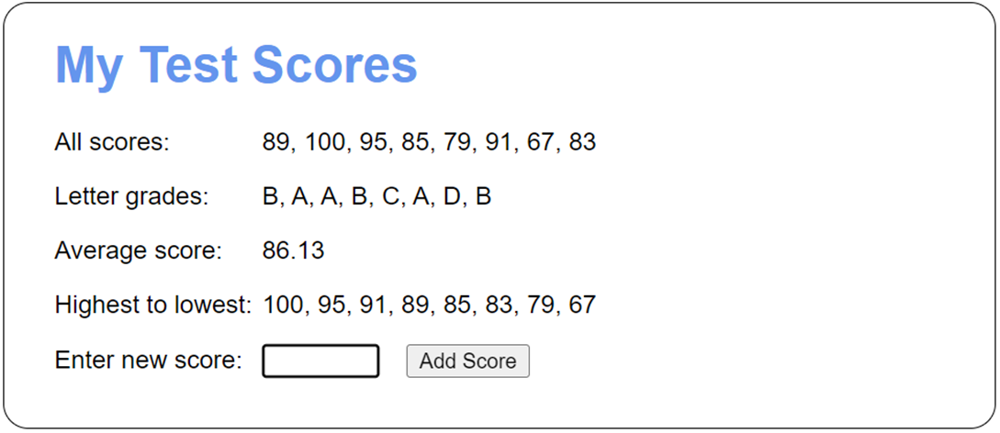 My Test Scores
All scores: 89, 100, 95, 85, 79, 91, 67, 83
Letter grades: B, A, A, B, C, A, D, B
Average score: 86.13
Highest to lowest: 100, 95, 91, 89, 85, 83, 79, 67
Enter new score: Add Score